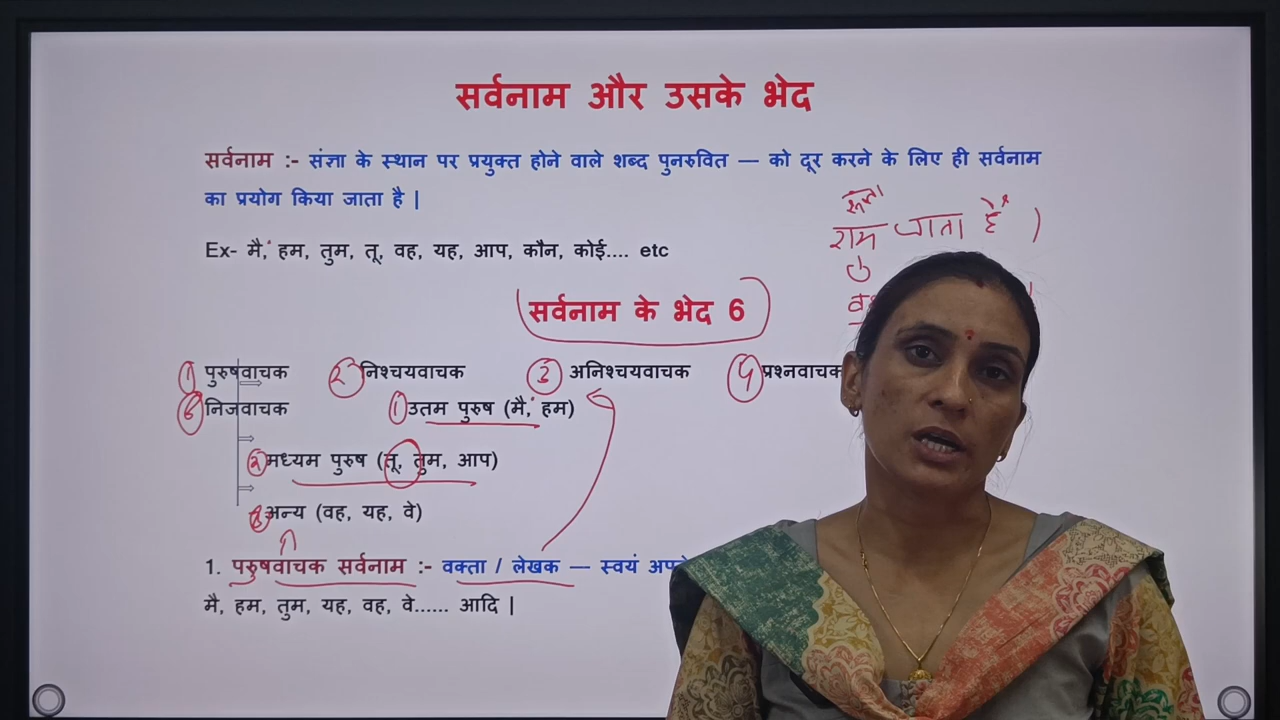 सर्वनाम और उसके भेद
सर्वनाम :- संज्ञा के स्थान पर प्रयुक्त होने वाले शब्द पुनरुवित — को दूर करने के लिए ही सर्वनाम
का प्रयोग किया जाता है |
संज्ञा
राम जाता है ।
Ex- मै, हम, तुम, तू, वह, यह, आप, कौन, कोई.... etc
सर्वनाम के भेद 6
1 पुरुषवाचक 2 निश्चयवाचक 3 अनिश्चयवाचक 4 प्रश्नवाचक
6 निजवाचक 1 उतम पुरुष (मै, हम)
2 मध्यम पुरुष (तू, तुम, आप)
3 अन्य (वह, यह, वे)
1. परुषवाचक सर्वनाम :- वक्ता / लेखक — स्वयं
मै, हम, तुम, यह, वह, वे...... आदि |